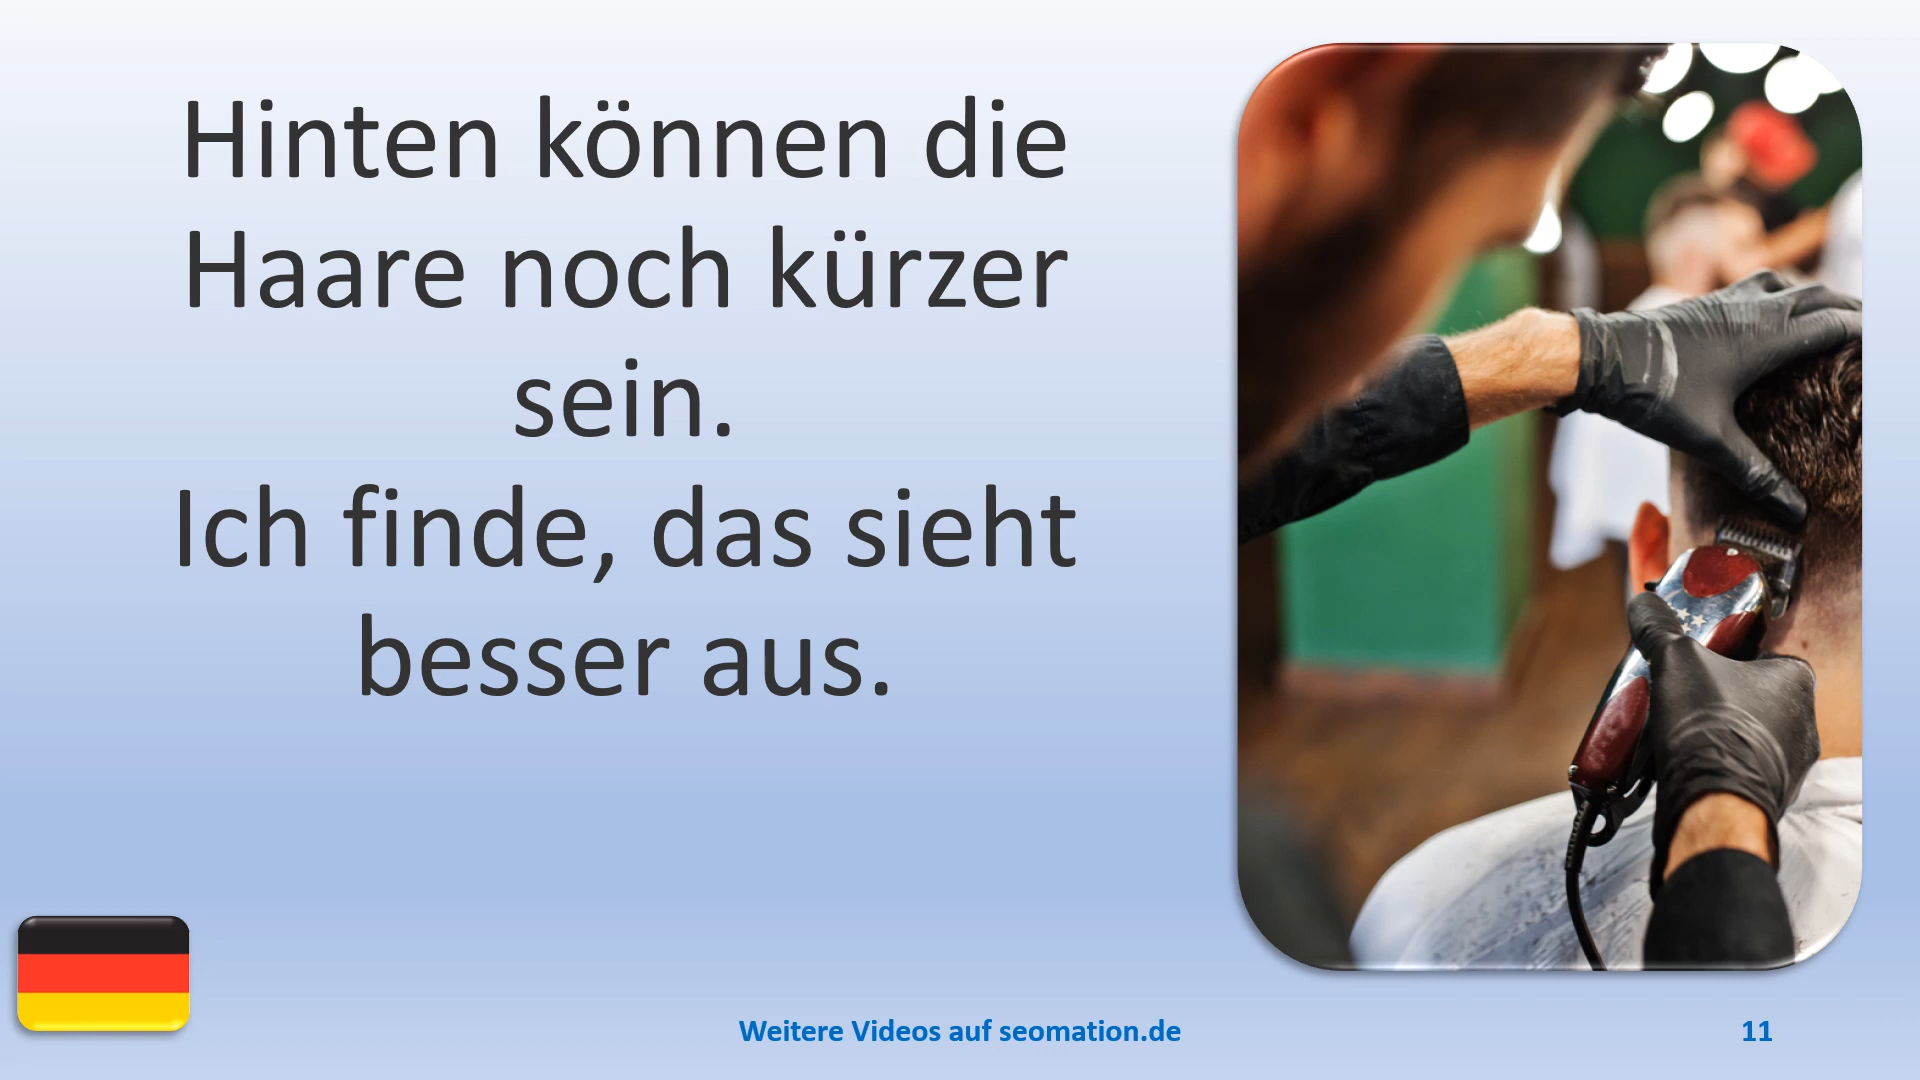 Hinten können die
Haare noch kürzer
sein.
Ich finde, das sieht
besser aus.
Weitere Videos auf seomation.de
11